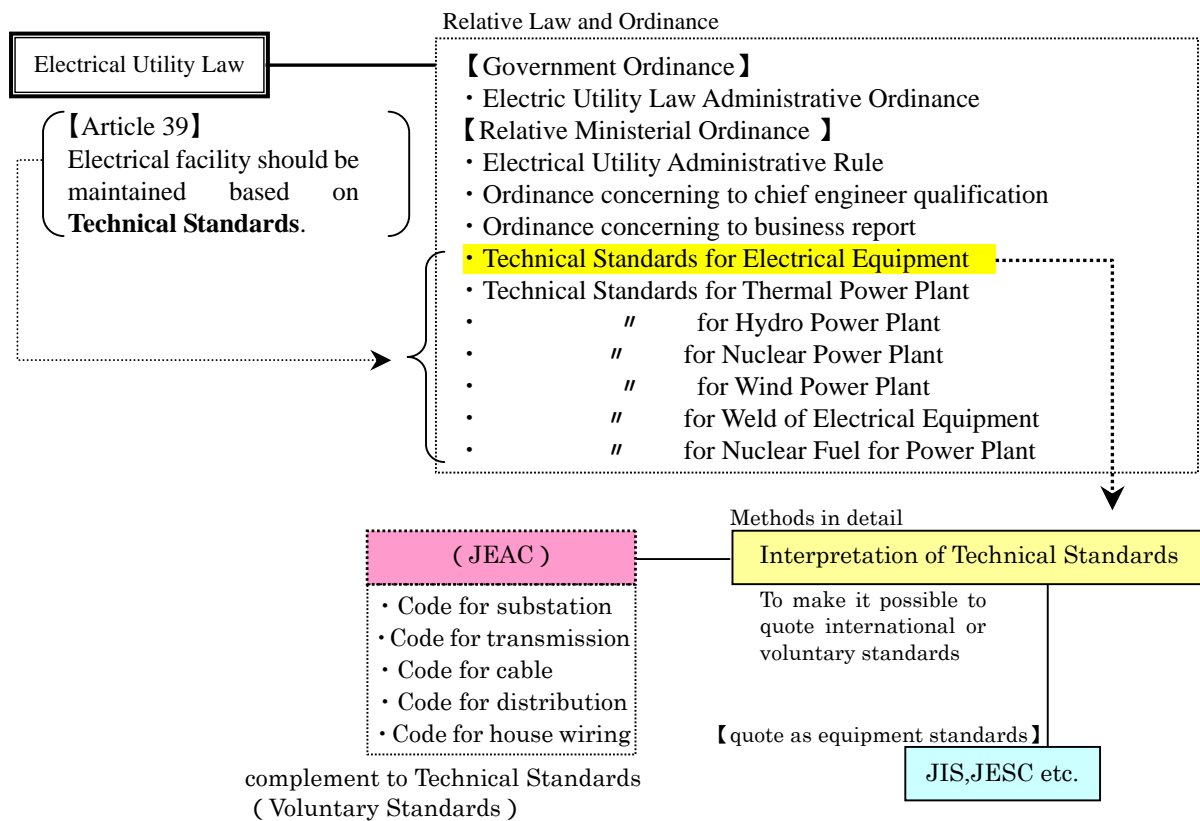 Relative Law and Ordinance
Electrical Utility Law
【Article 39】
Electrical facility should be
maintained based on
Technical Standards.
【Government Ordinance】
・Electric Utility Law Administrative Ordinance
【Relative Ministerial Ordinance 】
・Electrical Utility Administrative Rule
・Ordinance concerning to chief engineer qualification
・Ordinance concerning to business report
・Technical Standards for Electrical Equipment
・Technical Standards for Thermal Power Plant
・ 〃 for Hydro Power Plant
・ 〃 for Nuclear Power Plant
・ 〃 for Wind Power Plant
・ 〃 for Weld of Electrical Equipment
・ 〃 for Nuclear Fuel for Power Plant
Methods in detail
Interpretation of Technical Standards
To make it possible to
quote international or
voluntary standards
【quote as equipment standards】
JIS,JESC etc.
（JEAC）
・Code for substation
・Code for transmission
・Code for cable
・Code for distribution
・Code for house wiring
complement to Technical Standards
（Voluntary Standards）